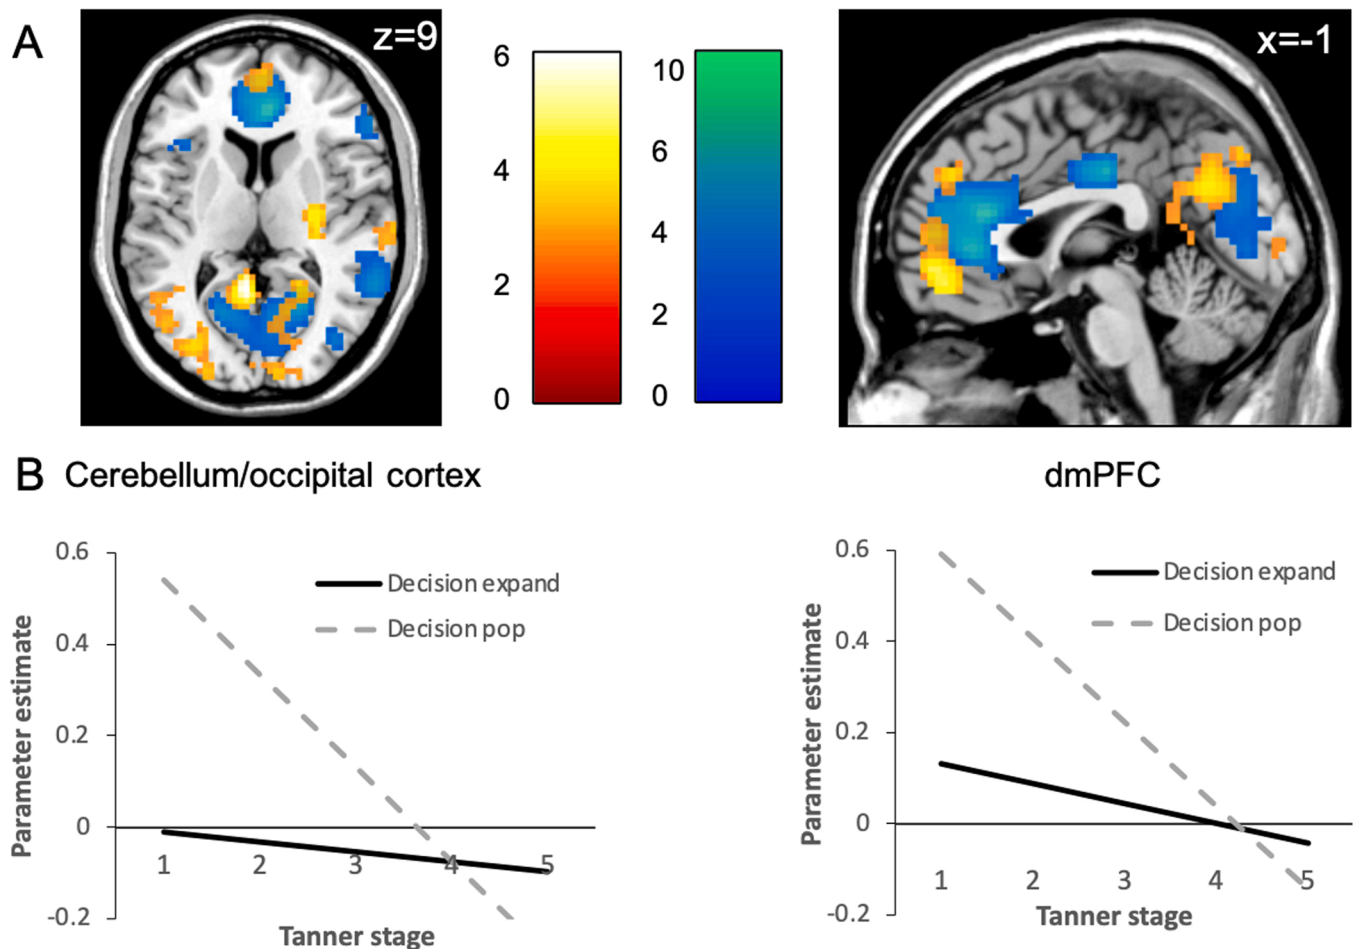 A
z=9
x=-1
6
4
2
0
10
6
4
2
0
B Cerebellum/occipital cortex
dmPFC
0.6
0.4
0.2
0
-0.2
Parameter estimate
Decision expand
Decision pop
1 2 3 4 5
Tanner stage
0.6
0.4
0.2
0
-0.2
Parameter estimate
Decision expand
Decision pop
1 2 3 4 5
Tanner stage